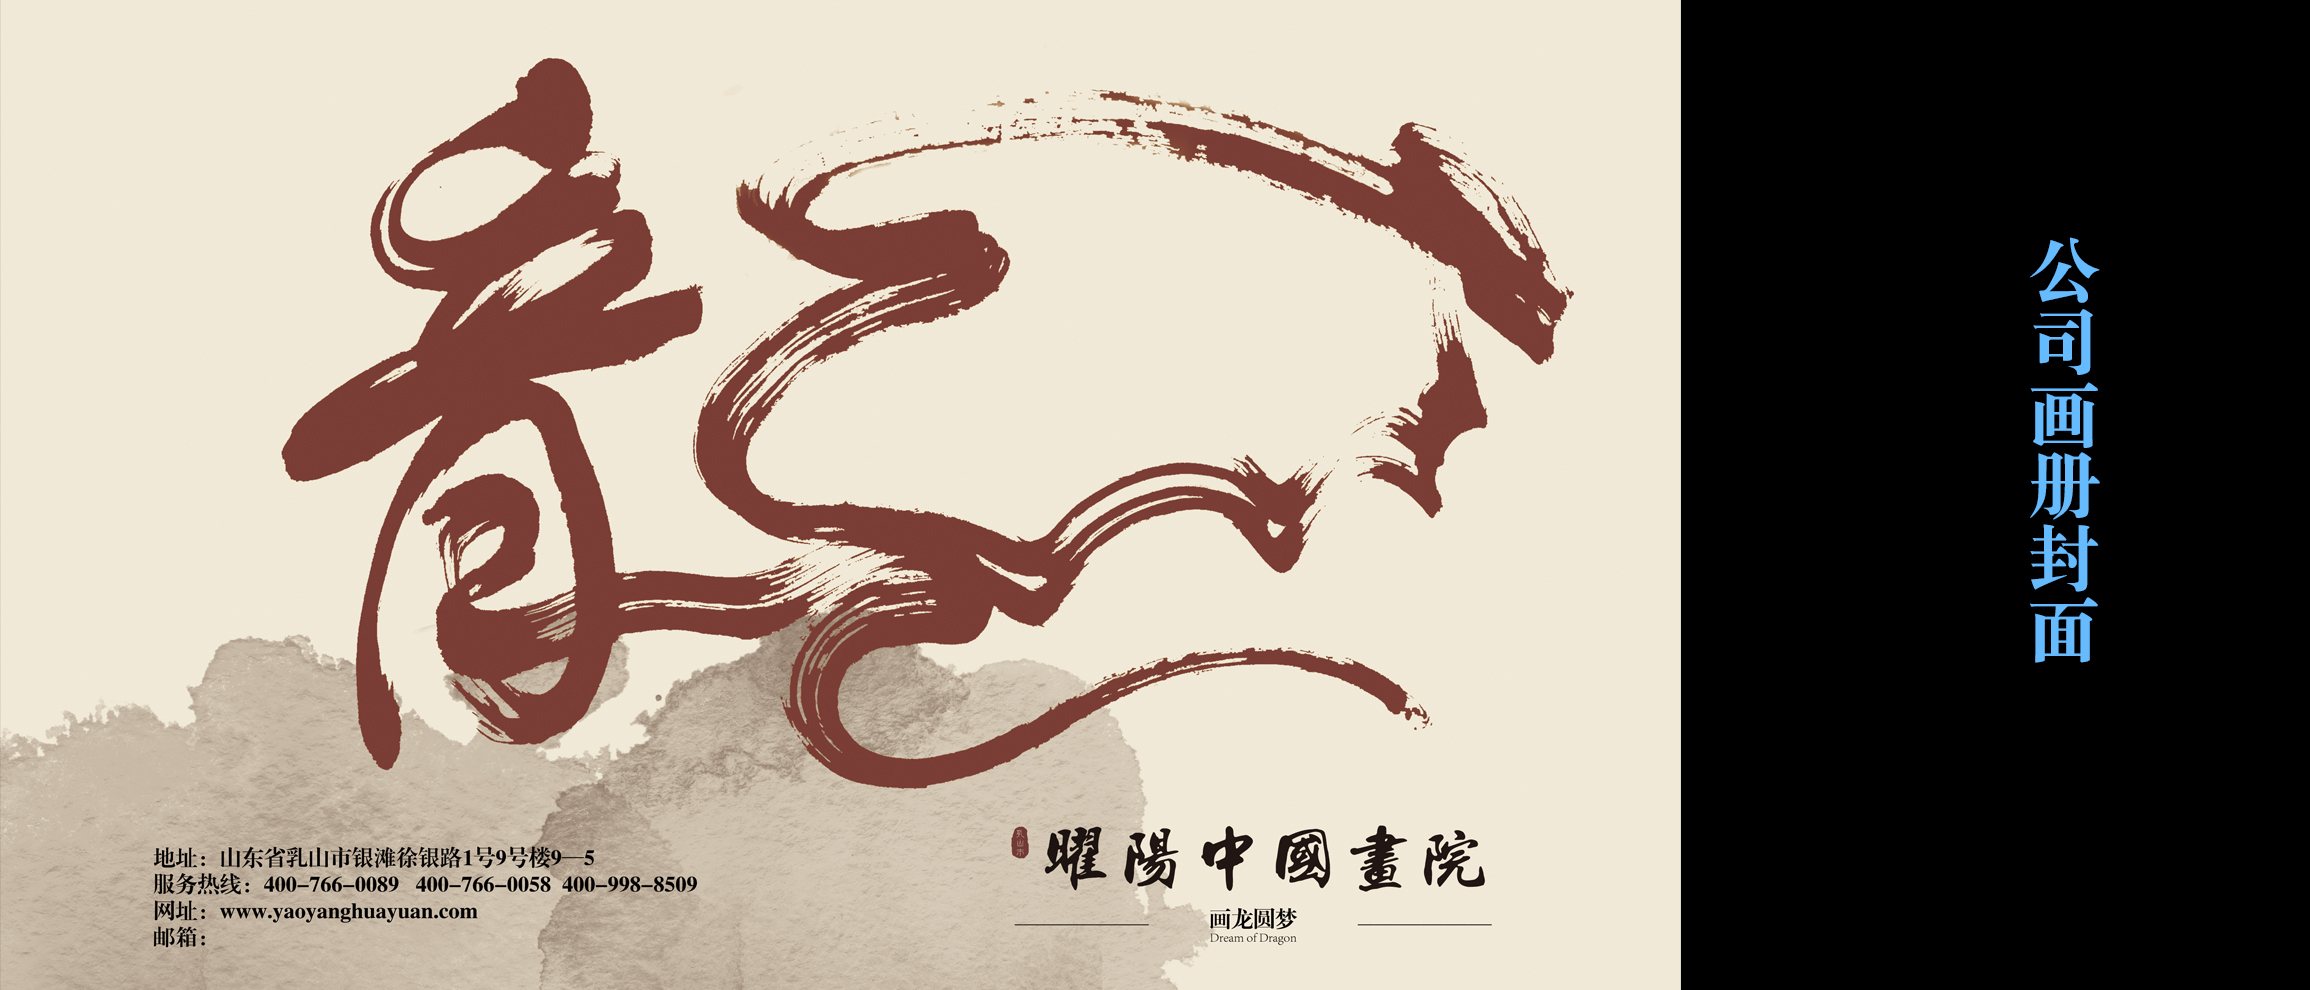 龍
地址：山东省乳山市银滩徐银路1号9号楼9—5
服务热线：400-766-0089 400-766-0058 400-998-8509
网址：www.yaoyanghuayuan.com
邮箱：
乳山市
曜陽中國畫院
画龙圆梦
Dream of Dragon
公司画册封面